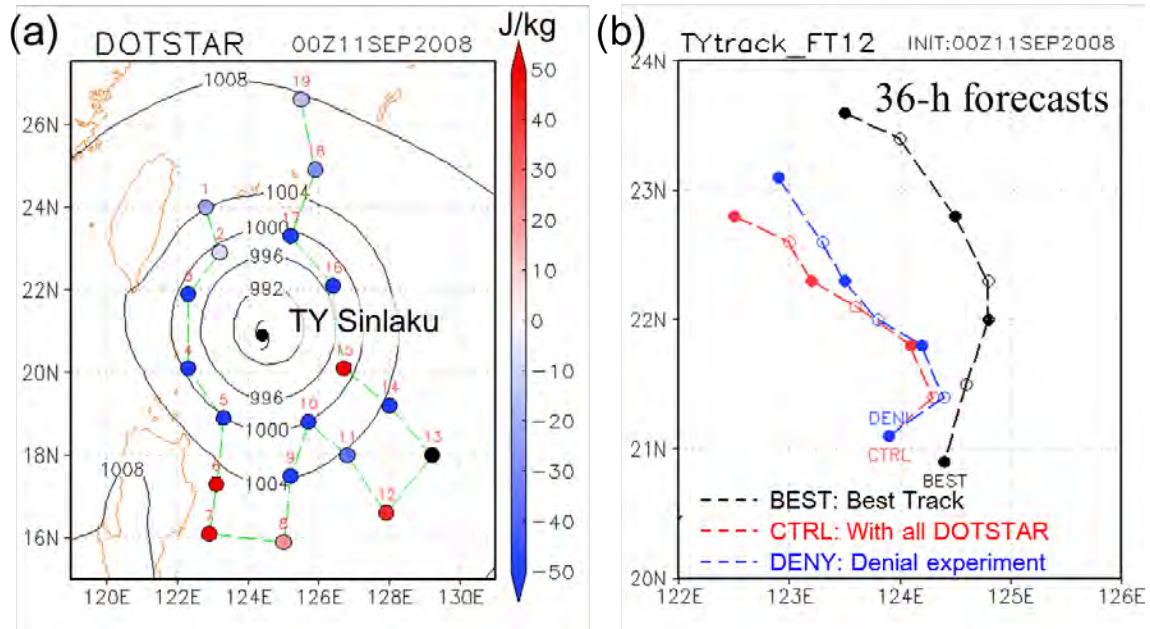 (a) DOTSTAR 00Z11SEP2008 J/kg
50
40
30
20
10
0
−10
−20
−30
−40
−50
26N
24N
22N
20N
18N
16N
120E 122E 124E 126E 128E 130E
1008
19
18
1
1004
17
2
1000
996
16
3
992
TY Sinlaku
15
4
14
996
5
10
1000
13
11
9
6
1008
1004
12
7
8
(b) TYtrack_FT12 INIT:00Z11SEP2008
36-h forecasts
24N
23N
22N
21N
20N
DENY
CTRL
BEST
BEST: Best Track
CTRL: With all DOTSTAR
DENY: Denial experiment
122E 123E 124E 125E 126E